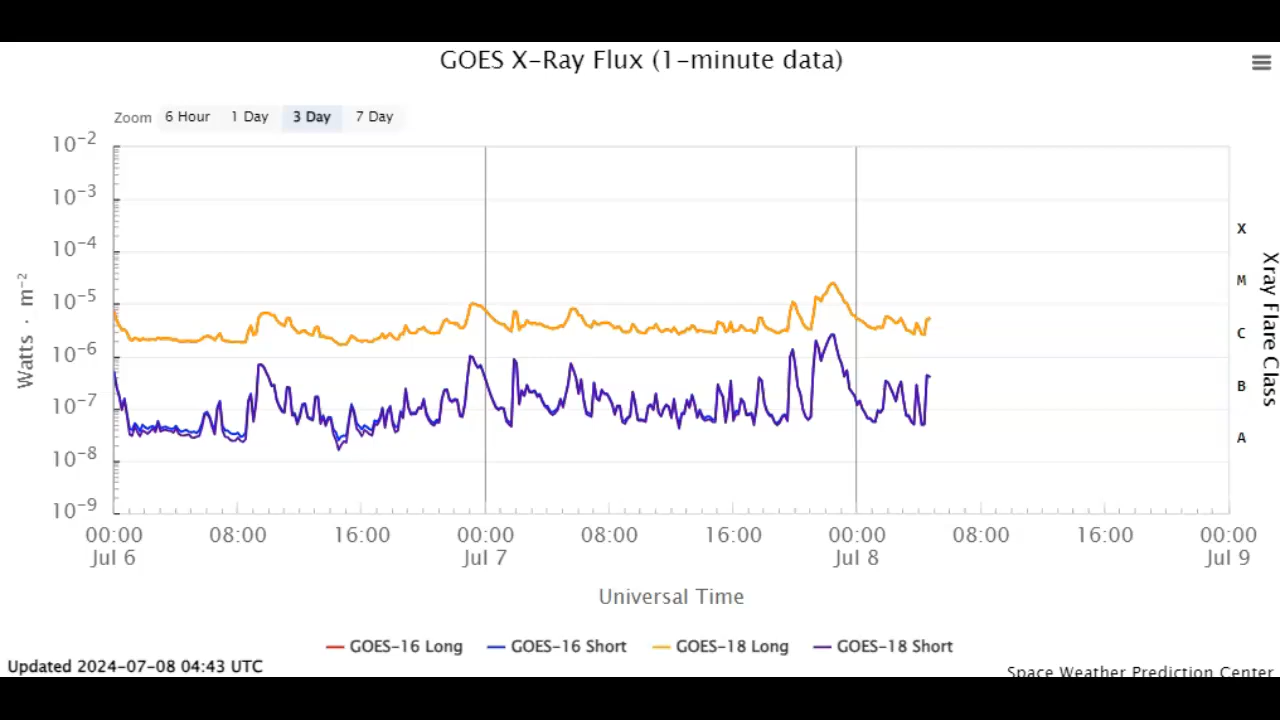 GOES X-Ray Flux (1-minute data)
Zoom 6 Hour 1 Day 3 Day 7 Day
10⁻²
10⁻³
10⁻⁴
10⁻⁵
10⁻⁶
10⁻⁷
10⁻⁸
10⁻⁹
Watts · m⁻²
X
M
C
B
A
Xray Flare Class
00:00 08:00 16:00 00:00 08:00 16:00 00:00 08:00 16:00 00:00
Jul 6 Jul 7 Jul 8 Jul 9
Universal Time
GOES-16 Long GOES-16 Short GOES-18 Long GOES-18 Short
Updated 2024-07-08 04:43 UTC
Space Weather Prediction Center